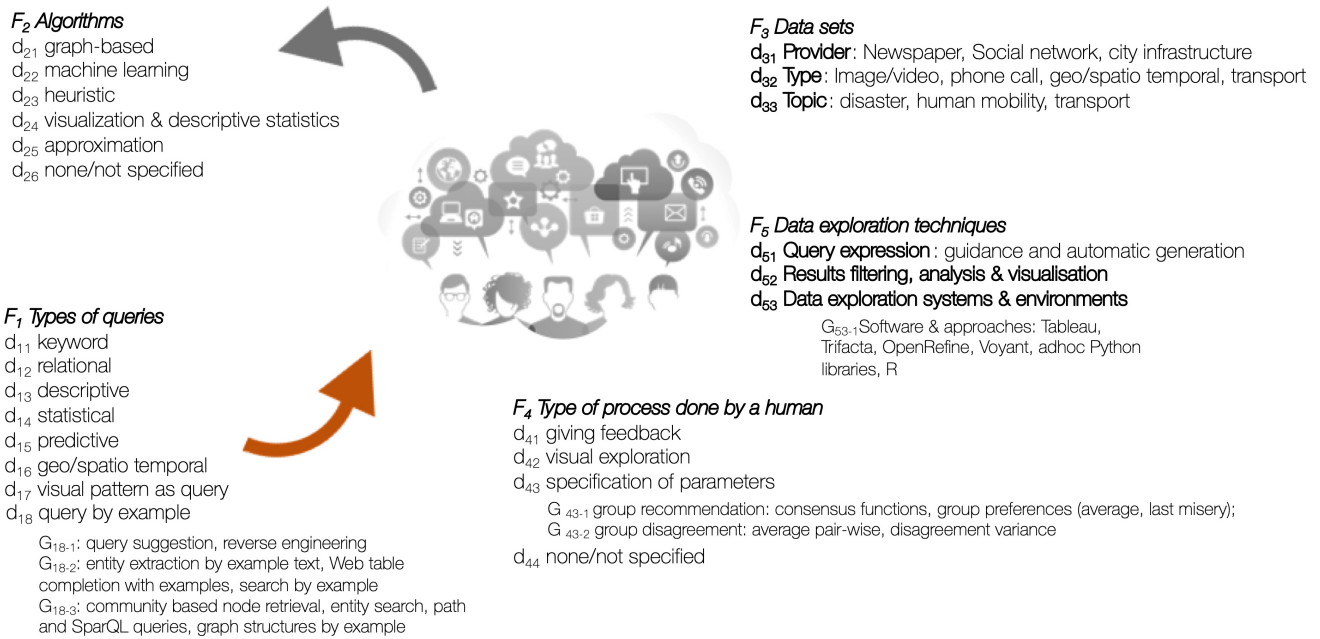 F2 Algorithms
d21 graph-based
d22 machine learning
d23 heuristic
d24 visualization & descriptive statistics
d25 approximation
d26 none/not specified
F3 Data sets
d31 Provider: Newspaper, Social network, city infrastructure
d32 Type: Image/video, phone call, geo/spatio temporal, transport
d33 Topic: disaster, human mobility, transport
F5 Data exploration techniques
d51 Query expression: guidance and automatic generation
d52 Results filtering, analysis & visualisation
d53 Data exploration systems & environments
G53-1Software & approaches: Tableau,
Trifacta, OpenRefine, Voyant, adhoc Python
libraries, R
F1 Types of queries
d11 keyword
d12 relational
d13 descriptive
d14 statistical
d15 predictive
d16 geo/spatio temporal
d17 visual pattern as query
d18 query by example
G18-1: query suggestion, reverse engineering
G18-2: entity extraction by example text, Web table
completion with examples, search by example
G18-3: community based node retrieval, entity search, path
and SparQL queries, graph structures by example
F4 Type of process done by a human
d41 giving feedback
d42 visual exploration
d43 specification of parameters
G 43-1 group recommendation: consensus functions, group preferences (average, last misery);
G 43-2 group disagreement: average pair-wise, disagreement variance
d44 none/not specified